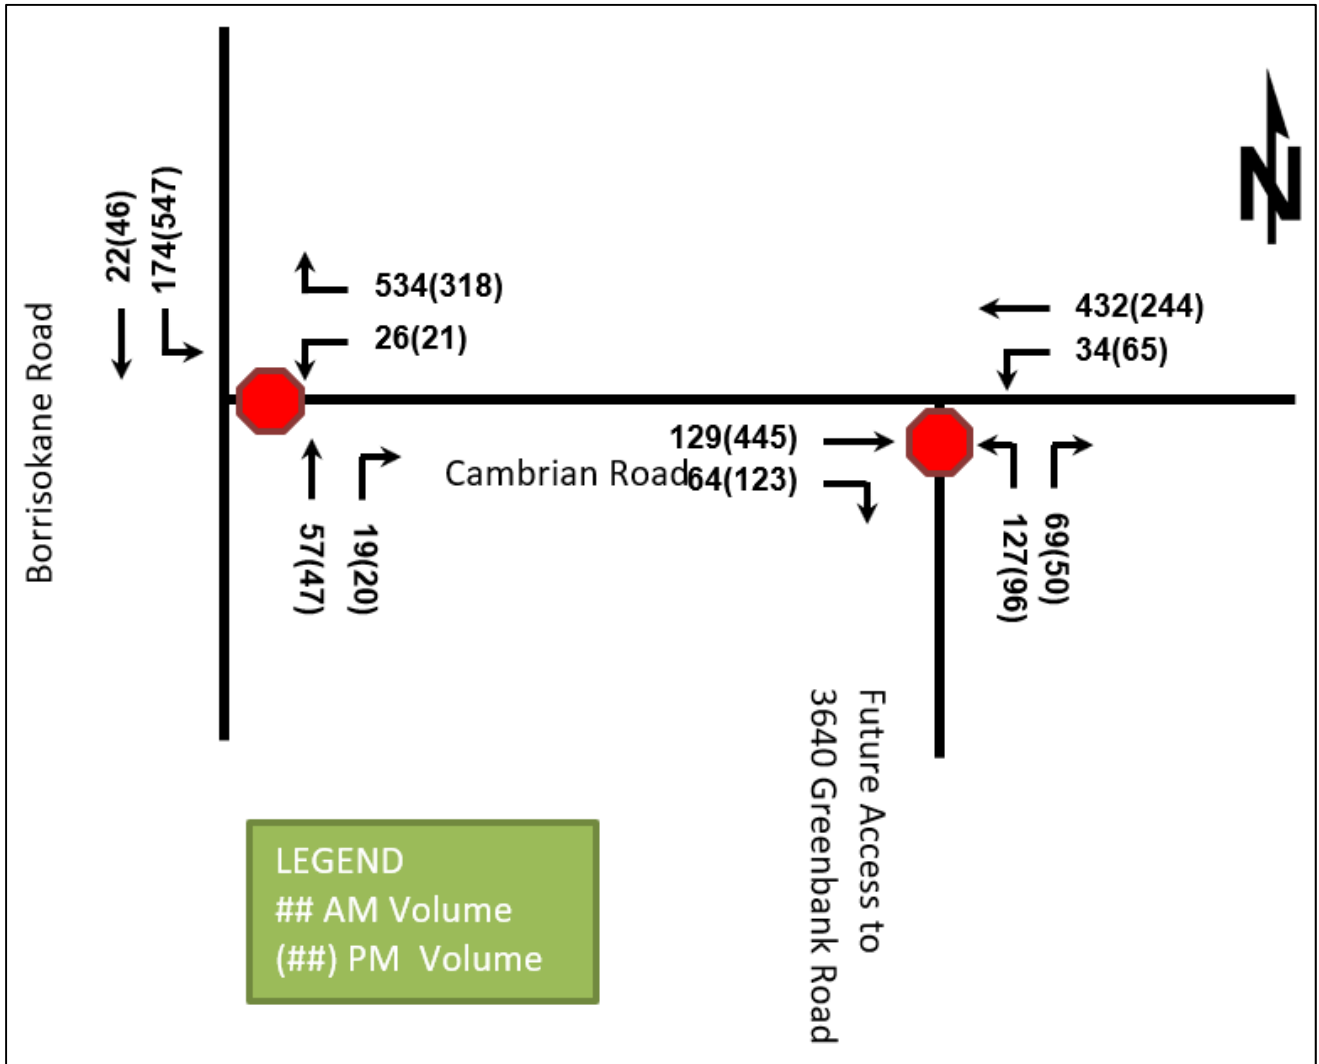 N
22(46)
174(547)
534(318)
26(21)
432(244)
34(65)
Borrisokane Road
129(445)
Cambrian Road
64(123)
57(47)
19(20)
127(96)
69(50)
Future Access to
3640 Greenbank Road
LEGEND
## AM Volume
(##) PM  Volume